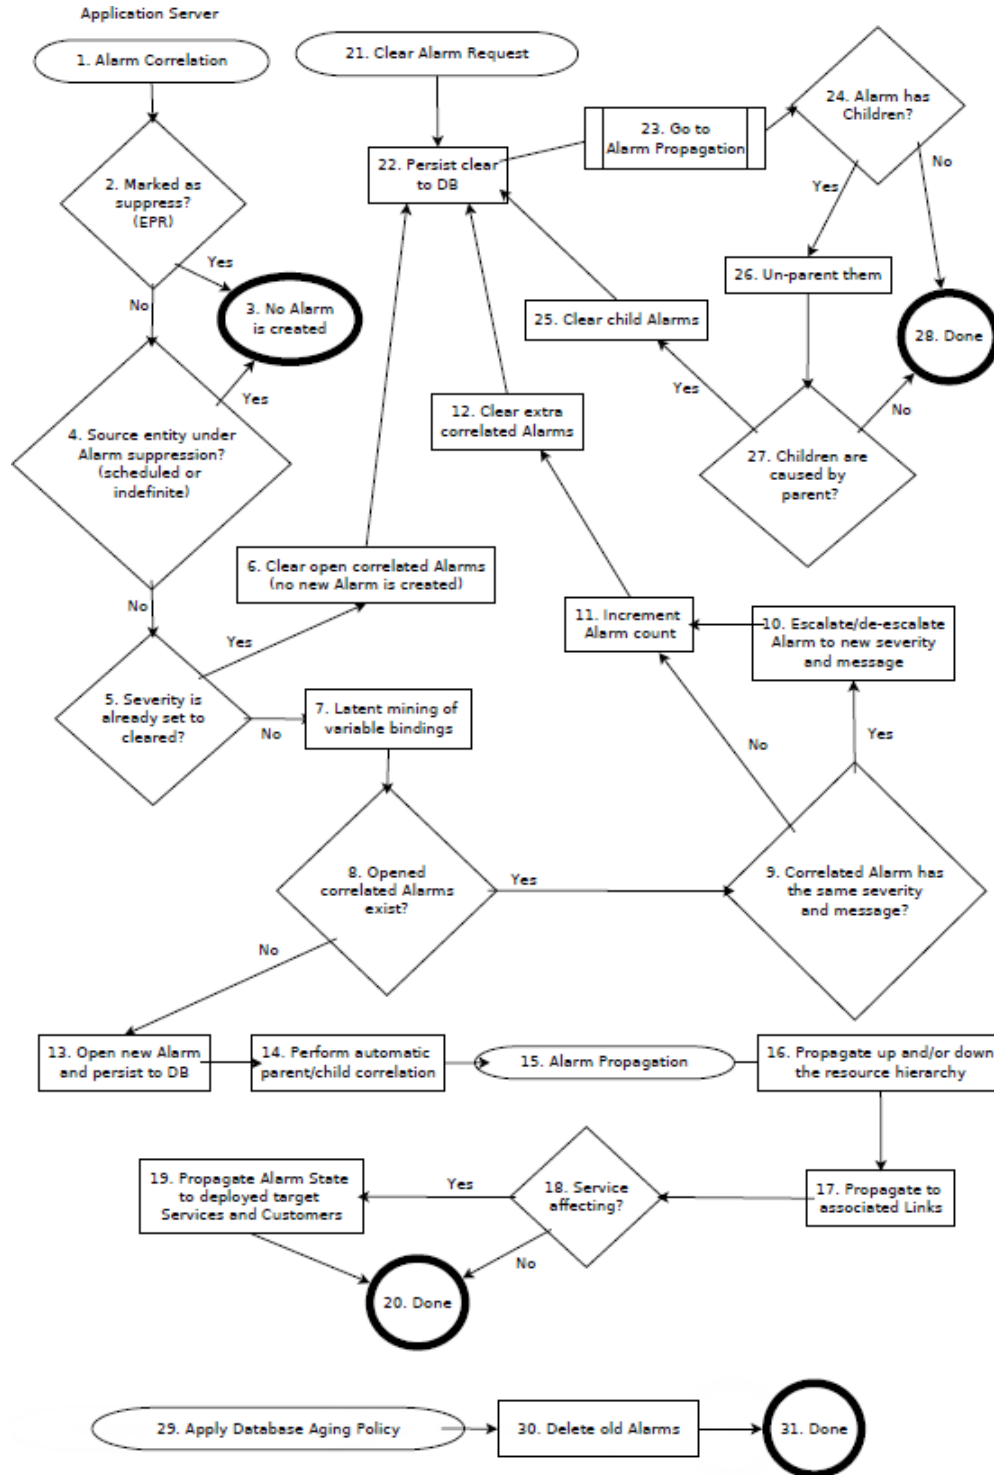 Application Server
1. Alarm Correlation
21. Clear Alarm Request
24. Alarm has
Children?
23. Go to
Alarm Propagation
22. Persist clear
to DB
No
Yes
2. Marked as
suppress?
(EPR)
Yes
No
3. No Alarm
is created
26. Un-parent them
25. Clear child Alarms
28. Done
Yes
Yes
No
12. Clear extra
correlated Alarms
4. Source entity under
Alarm suppression?
(scheduled or
indefinite)
27. Children are
caused by
parent?
6. Clear open correlated Alarms
(no new Alarm is created)
No
Yes
11. Increment
Alarm count
10. Escalate/de-escalate
Alarm to new severity
and message
5. Severity is
already set to
cleared?
No
7. Latent mining of
variable bindings
No
Yes
8. Opened
correlated Alarms
exist?
Yes
9. Correlated Alarm has
the same severity
and message?
No
13. Open new Alarm
and persist to DB
14. Perform automatic
parent/child correlation
15. Alarm Propagation
16. Propagate up and/or down
the resource hierarchy
19. Propagate Alarm State
to deployed target
Services and Customers
Yes
18. Service
affecting?
17. Propagate to
associated Links
No
20. Done
29. Apply Database Aging Policy
30. Delete old Alarms
31. Done